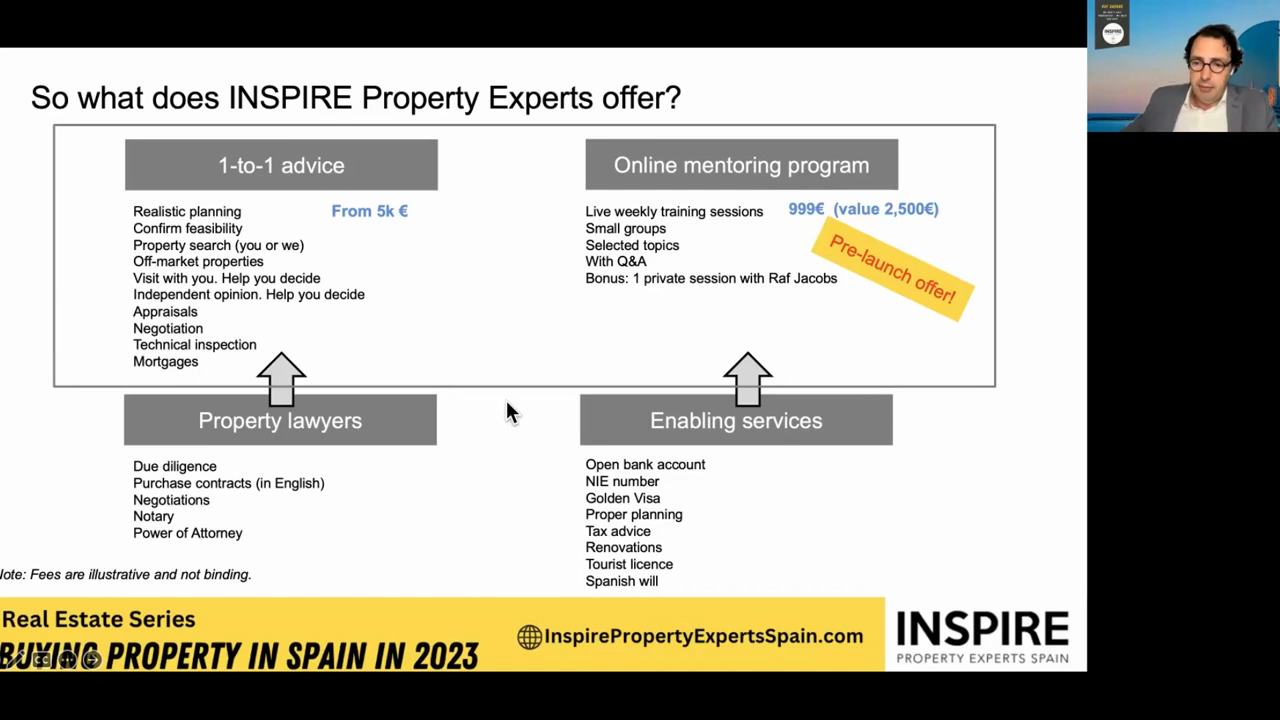 So what does INSPIRE Property Experts offer?
1-to-1 advice
Realistic planning
From 5k €
Confirm feasibility
Property search (you or we)
Off-market properties
Visit with you. Help you decide
Independent opinion. Help you decide
Appraisals
Negotiation
Technical inspection
Mortgages
Online mentoring program
Live weekly training sessions
999€ (value 2,500€)
Small groups
Selected topics
With Q&A
Bonus: 1 private session with Raf Jacobs
Pre-launch offer!
Property lawyers
Due diligence
Purchase contracts (in English)
Negotiations
Notary
Power of Attorney
Enabling services
Open bank account
NIE number
Golden Visa
Proper planning
Tax advice
Renovations
Tourist licence
Spanish will
Note: Fees are illustrative and not binding.
Real Estate Series
BUYING PROPERTY IN SPAIN IN 2023
InspirePropertyExpertsSpain.com
INSPIRE
PROPERTY EXPERTS SPAIN
RAF JACOBS
INSPIRE